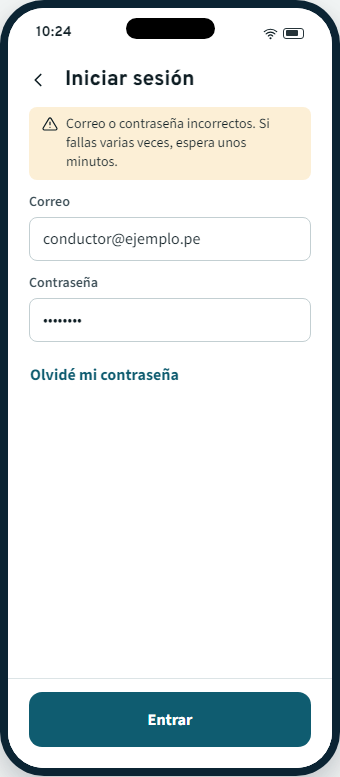 10:24
Iniciar sesión
Correo o contraseña incorrectos. Si
fallas varias veces, espera unos
minutos.
Correo
conductor@ejemplo.pe
Contraseña
••••••••
Olvidé mi contraseña
Entrar